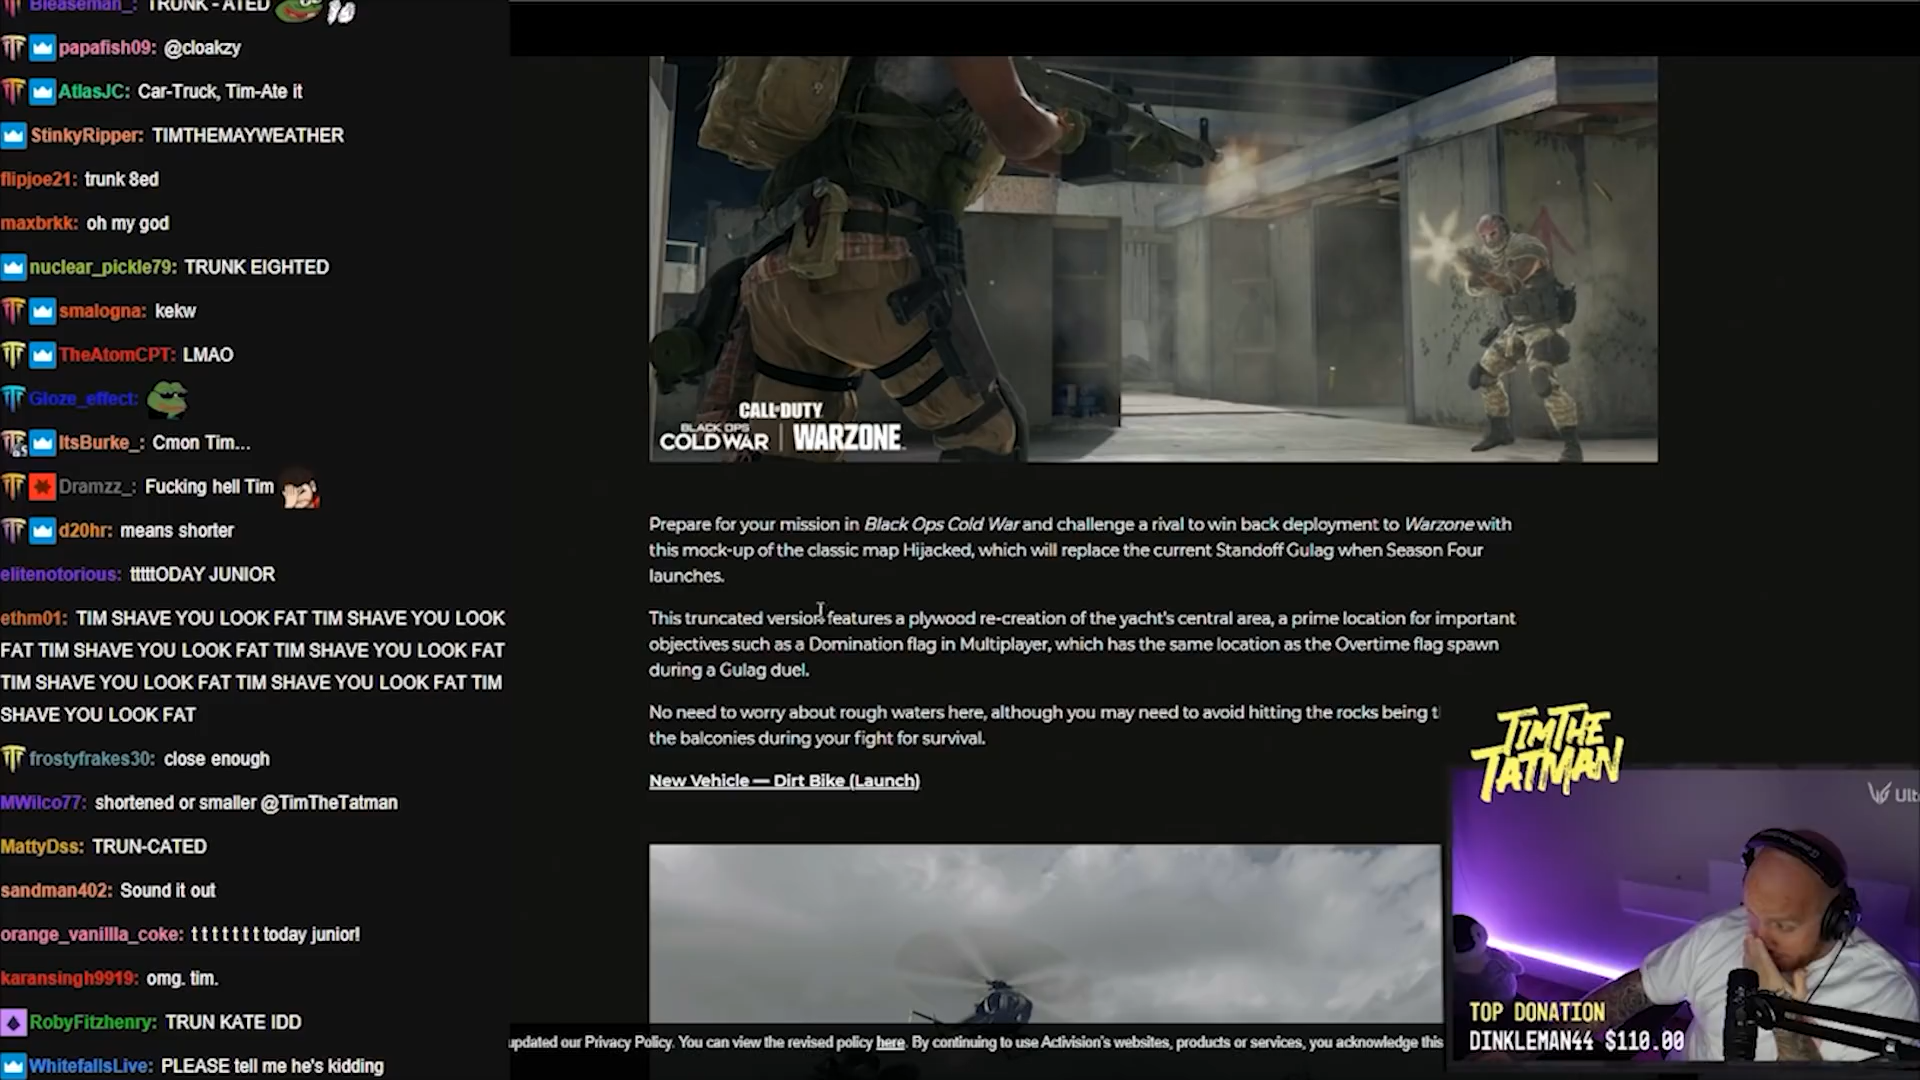 Bleaseman_: TRUNK - ATED
papafish09: @cloakzy
AtlasJC: Car-Truck, Tim-Ate it
StinkyRipper: TIMTHEMAYWEATHER
flipjoe21: trunk 8ed
maxbrkk: oh my god
nuclear_pickle79: TRUNK EIGHTED
smalogna: kekw
TheAtomCPT: LMAO
Gloze_effect:
ItsBurke_: Cmon Tim...
Dramzz_: Fucking hell Tim
d20hr: means shorter
elitenotorious: tttttODAY JUNIOR
ethm01: TIM SHAVE YOU LOOK FAT TIM SHAVE YOU LOOK
FAT TIM SHAVE YOU LOOK FAT TIM SHAVE YOU LOOK FAT
TIM SHAVE YOU LOOK FAT TIM SHAVE YOU LOOK FAT TIM
SHAVE YOU LOOK FAT
frostyfrakes30: close enough
MWilco77: shortened or smaller @TimTheTatman
MattyDss: TRUN-CATED
sandman402: Sound it out
orange_vanillla_coke: t t t t t t t today junior!
karansingh9919: omg. tim.
RobyFitzhenry: TRUN KATE IDD
WhitefallsLive: PLEASE tell me he's kidding
CALL OF DUTY
BLACK OPS
COLD WAR | WARZONE
Prepare for your mission in Black Ops Cold War and challenge a rival to win back deployment to Warzone with
this mock-up of the classic map Hijacked, which will replace the current Standoff Gulag when Season Four
launches.
This truncated version features a plywood re-creation of the yacht's central area, a prime location for important
objectives such as a Domination flag in Multiplayer, which has the same location as the Overtime flag spawn
during a Gulag duel.
No need to worry about rough waters here, although you may need to avoid hitting the rocks being t
the balconies during your fight for survival.
New Vehicle — Dirt Bike (Launch)
updated our Privacy Policy. You can view the revised policy here. By continuing to use Activision's websites, products or services, you acknowledge this
TIMTHE
TATMAN
Ult
TOP DONATION
DINKLEMAN44 $110.00